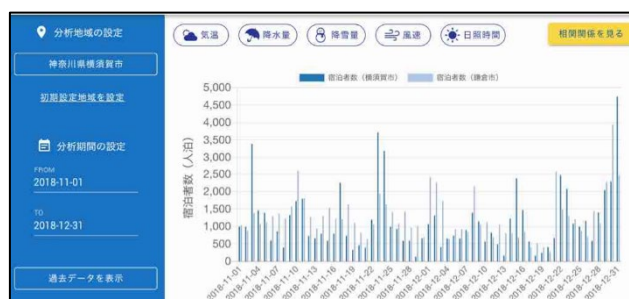 分析地域の設定
神奈川県横須賀市
初期設定地域を設定
分析期間の設定
FROM
2018-11-01
TO
2018-12-31
過去データを表示
気温
降水量
降雪量
風速
日照時間
相関関係を見る
宿泊者数（横須賀市）
宿泊者数（鎌倉市）
宿泊者数（人泊）
5,000
4,500
4,000
3,500
3,000
2,500
2,000
1,500
1,000
500
0
2018-11-01
2018-11-04
2018-11-07
2018-11-10
2018-11-13
2018-11-16
2018-11-19
2018-11-22
2018-11-25
2018-11-28
2018-12-01
2018-12-04
2018-12-07
2018-12-10
2018-12-13
2018-12-16
2018-12-19
2018-12-22
2018-12-25
2018-12-28
2018-12-31